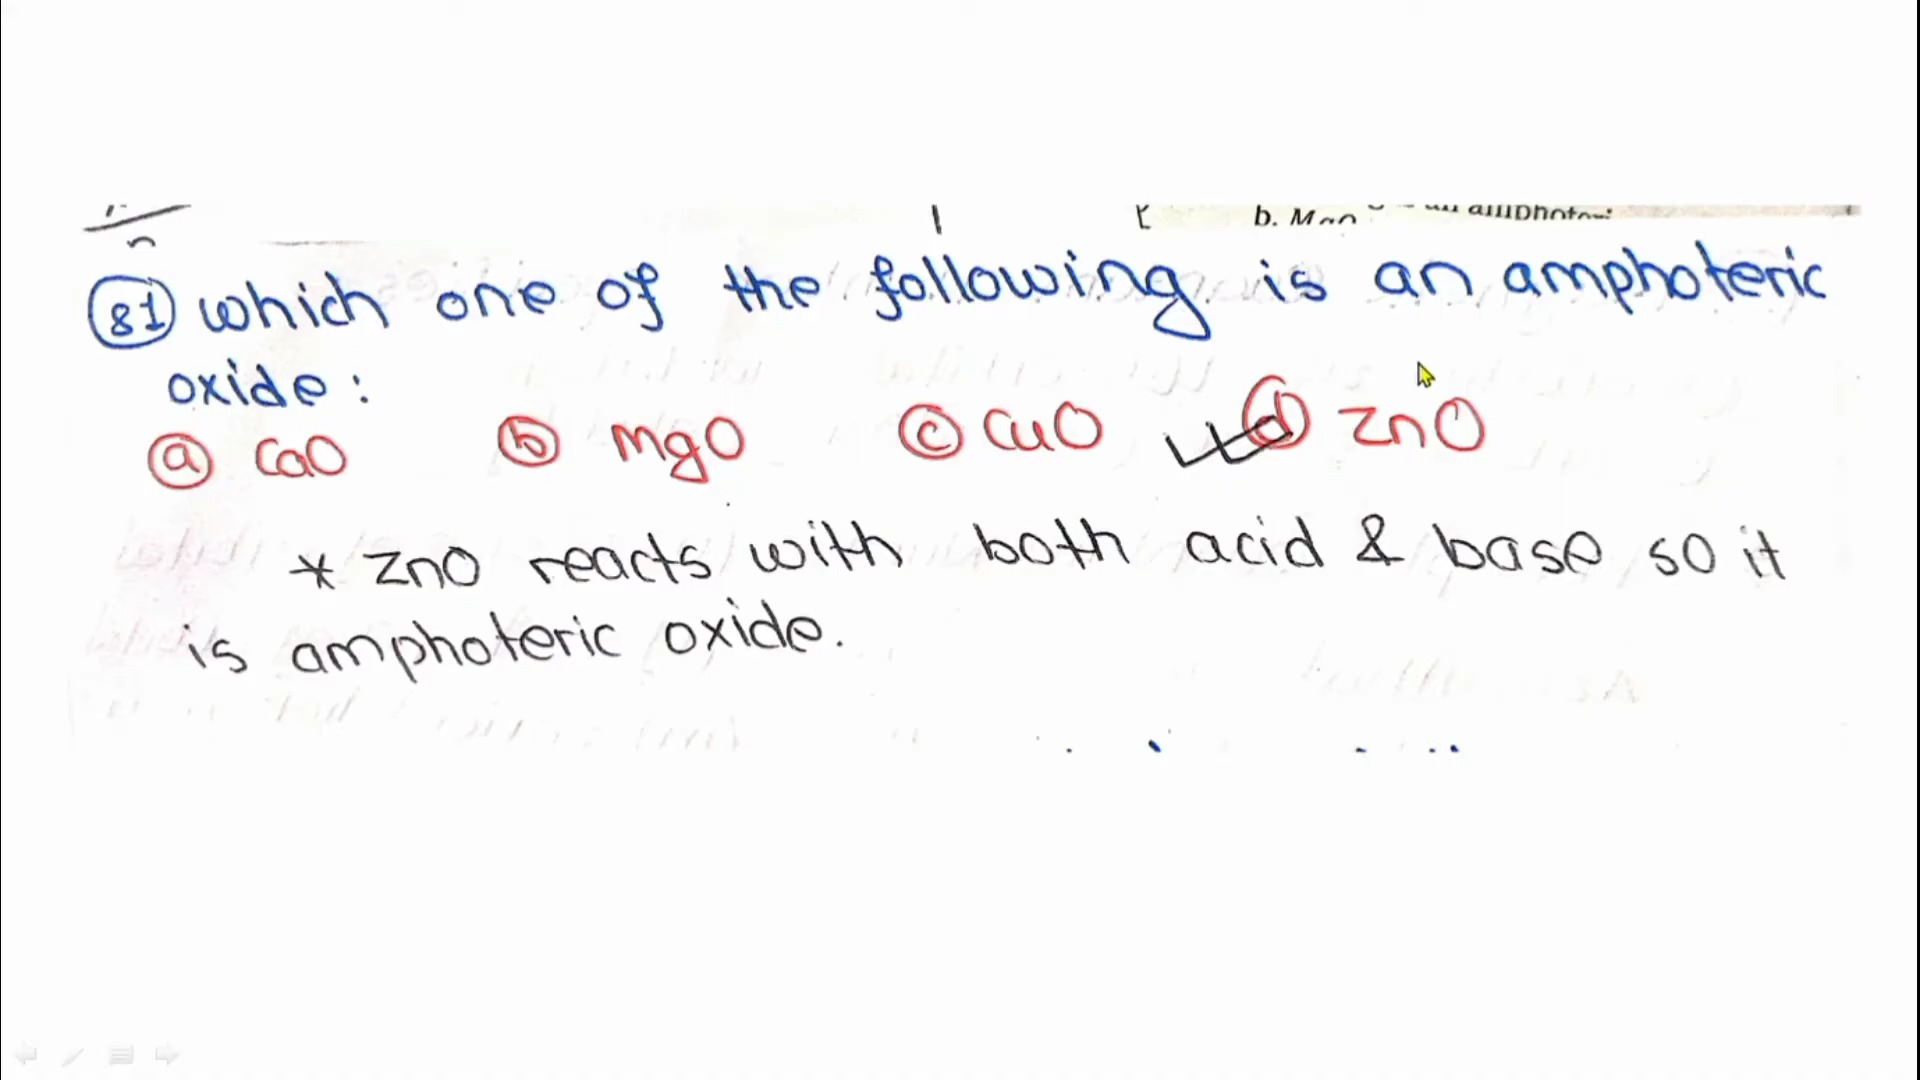 n
b. MgO
81 which one of the following is an amphoteric
oxide:
a CaO b MgO c CuO d ZnO
* ZnO reacts with both acid & base so it
is amphoteric oxide.